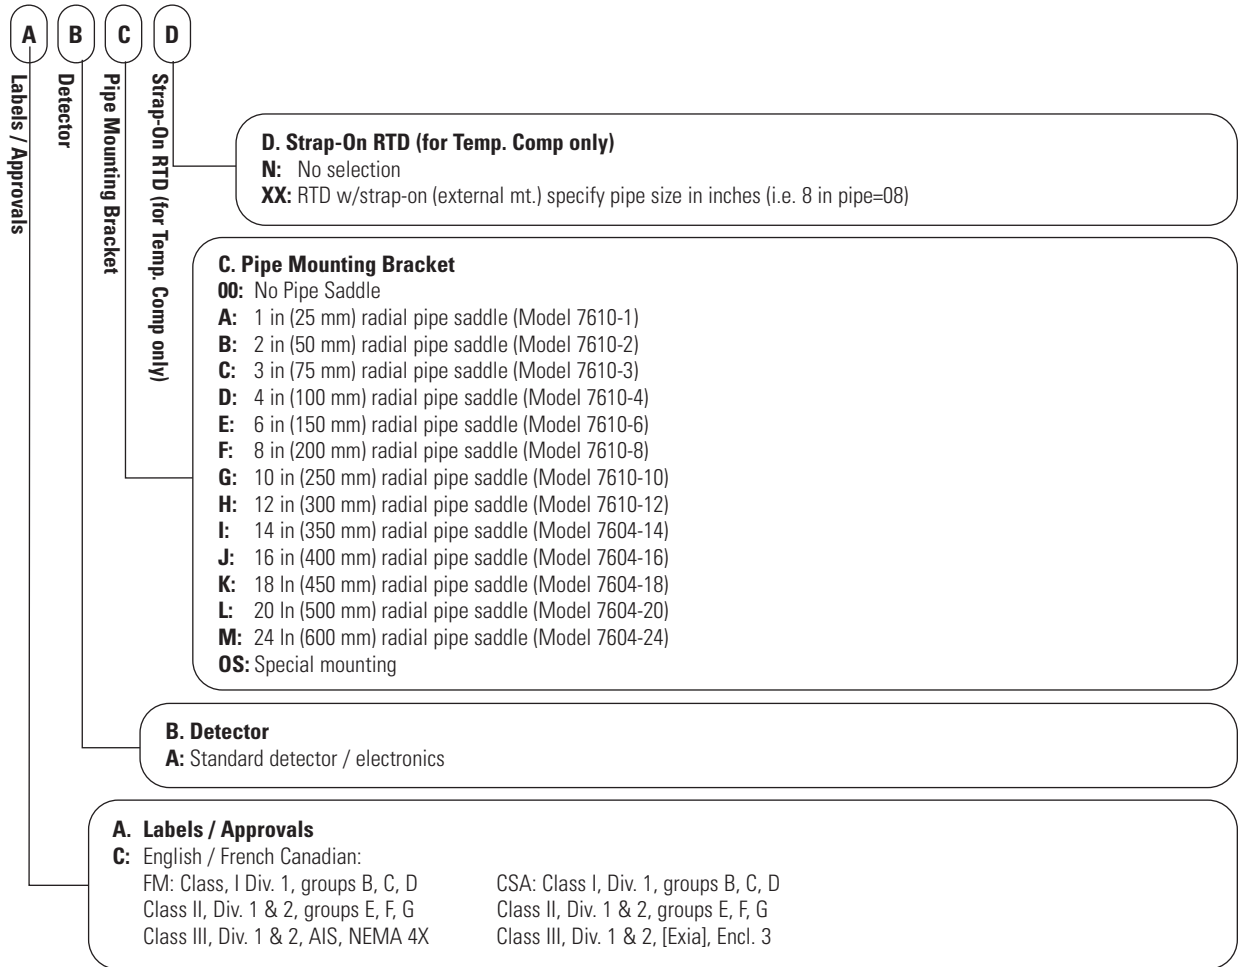 A B C D
Labels / Approvals
Detector
Pipe Mounting Bracket
Strap-On RTD (for Temp. Comp only)
D. Strap-On RTD (for Temp. Comp only)
N: No selection
XX: RTD w/strap-on (external mt.) specify pipe size in inches (i.e. 8 in pipe=08)
C. Pipe Mounting Bracket
00: No Pipe Saddle
A: 1 in (25 mm) radial pipe saddle (Model 7610-1)
B: 2 in (50 mm) radial pipe saddle (Model 7610-2)
C: 3 in (75 mm) radial pipe saddle (Model 7610-3)
D: 4 in (100 mm) radial pipe saddle (Model 7610-4)
E: 6 in (150 mm) radial pipe saddle (Model 7610-6)
F: 8 in (200 mm) radial pipe saddle (Model 7610-8)
G: 10 in (250 mm) radial pipe saddle (Model 7610-10)
H: 12 in (300 mm) radial pipe saddle (Model 7610-12)
I: 14 in (350 mm) radial pipe saddle (Model 7604-14)
J: 16 in (400 mm) radial pipe saddle (Model 7604-16)
K: 18 In (450 mm) radial pipe saddle (Model 7604-18)
L: 20 In (500 mm) radial pipe saddle (Model 7604-20)
M: 24 In (600 mm) radial pipe saddle (Model 7604-24)
OS: Special mounting
B. Detector
A: Standard detector / electronics
A. Labels / Approvals
C: English / French Canadian:
FM: Class, I Div. 1, groups B, C, D CSA: Class I, Div. 1, groups B, C, D
Class II, Div. 1 & 2, groups E, F, G Class II, Div. 1 & 2, groups E, F, G
Class III, Div. 1 & 2, AIS, NEMA 4X Class III, Div. 1 & 2, [Exia], Encl. 3